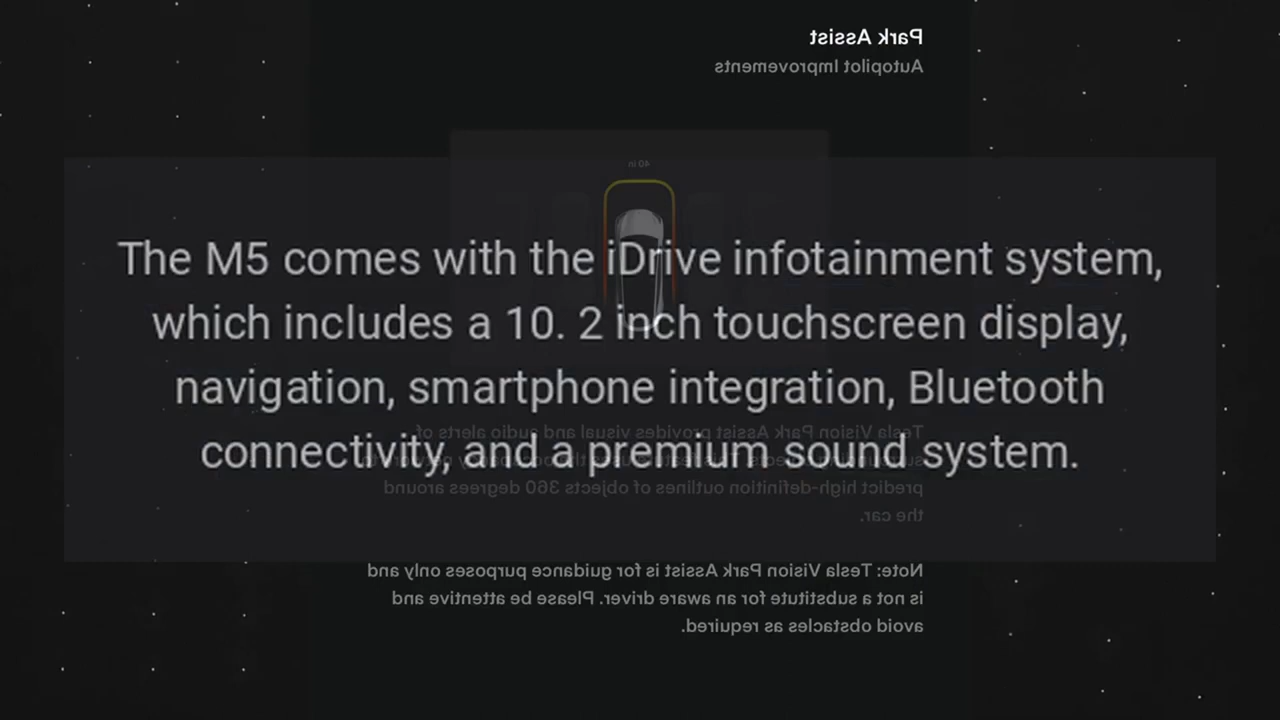 Park Assist
Autopilot Improvements
40 in
The M5 comes with the iDrive infotainment system,
which includes a 10. 2 inch touchscreen display,
navigation, smartphone integration, Bluetooth
connectivity, and a premium sound system.
Tesla Vision Park Assist provides visual and audio alerts of
predict high-definition outlines of objects 360 degrees around
the car.
Note: Tesla Vision Park Assist is for guidance purposes only and
is not a substitute for an aware driver. Please be attentive and
avoid obstacles as required.